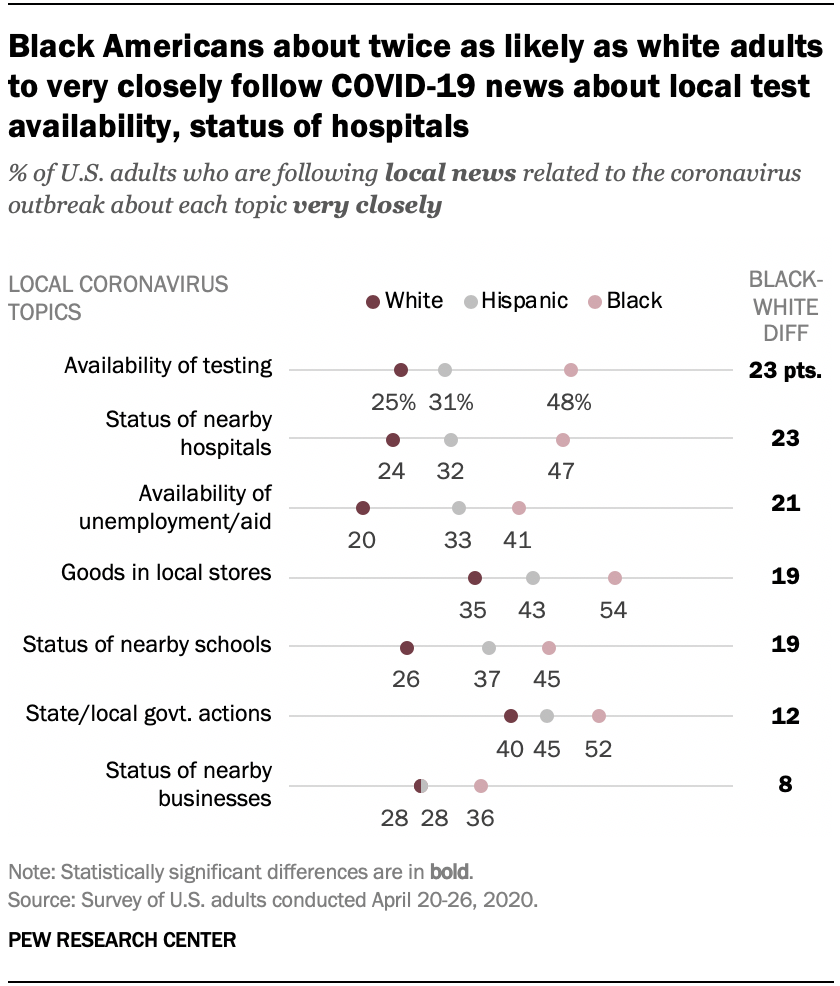 Black Americans about twice as likely as white adults
to very closely follow COVID-19 news about local test
availability, status of hospitals
% of U.S. adults who are following local news related to the coronavirus
outbreak about each topic very closely
LOCAL CORONAVIRUS
TOPICS
White Hispanic Black
BLACK-
WHITE
DIFF
Availability of testing
25% 31% 48%
23 pts.
Status of nearby
hospitals
24 32 47
23
Availability of
unemployment/aid
20 33 41
21
Goods in local stores
35 43 54
19
Status of nearby schools
26 37 45
19
State/local govt. actions
40 45 52
12
Status of nearby
businesses
28 28 36
8
Note: Statistically significant differences are in bold.
Source: Survey of U.S. adults conducted April 20-26, 2020.
PEW RESEARCH CENTER